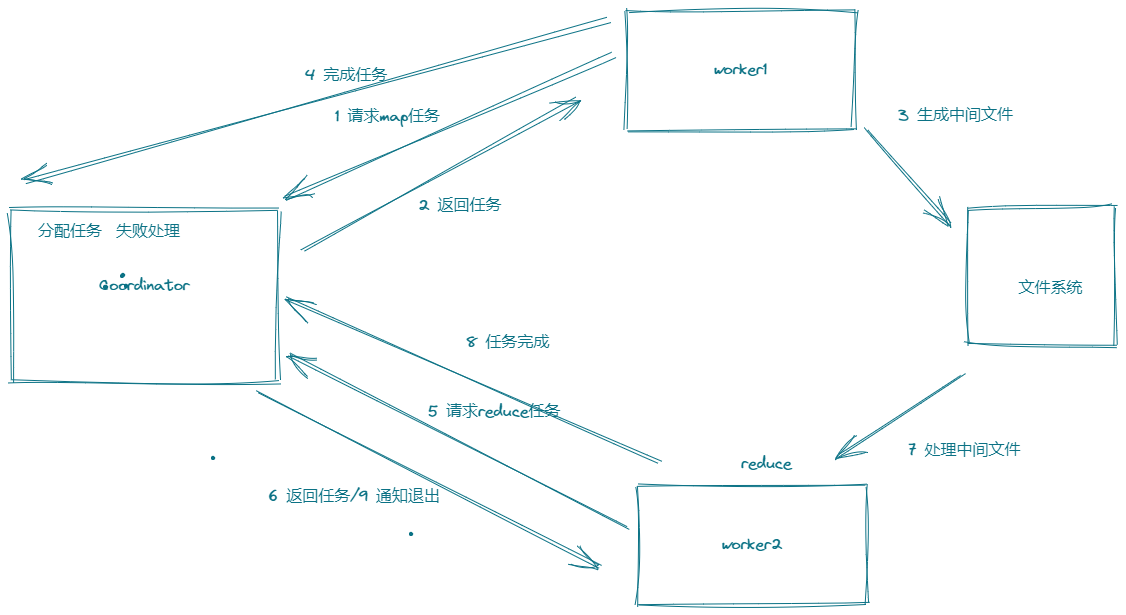 worker1
4 完成任务
1 请求map任务
3 生成中间文件
2 返回任务
分配任务 失败处理
Coordinator
文件系统
8 任务完成
5 请求reduce任务
7 处理中间文件
reduce
6 返回任务/9 通知退出
worker2